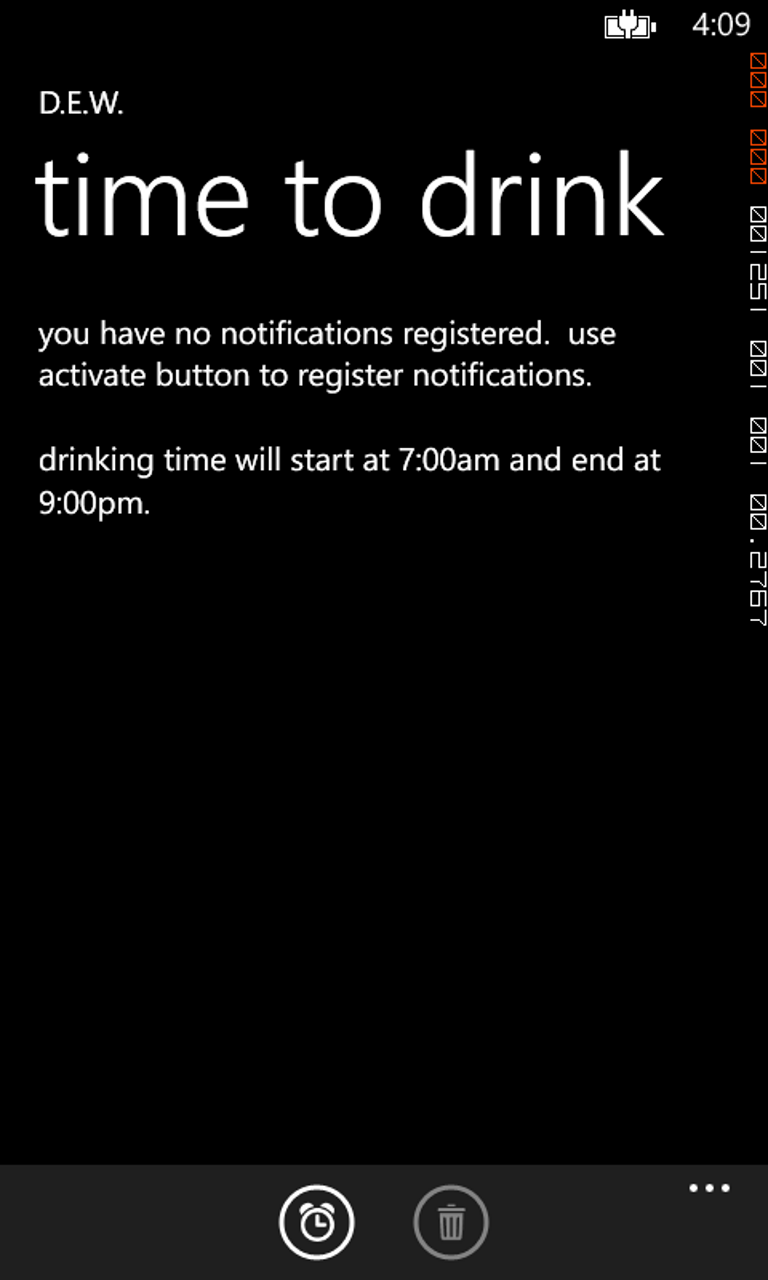 4:09
D.E.W.
time to drink
you have no notifications registered.  use
activate button to register notifications.
drinking time will start at 7:00am and end at
9:00pm.
000 000 001251 001 001 00.2767